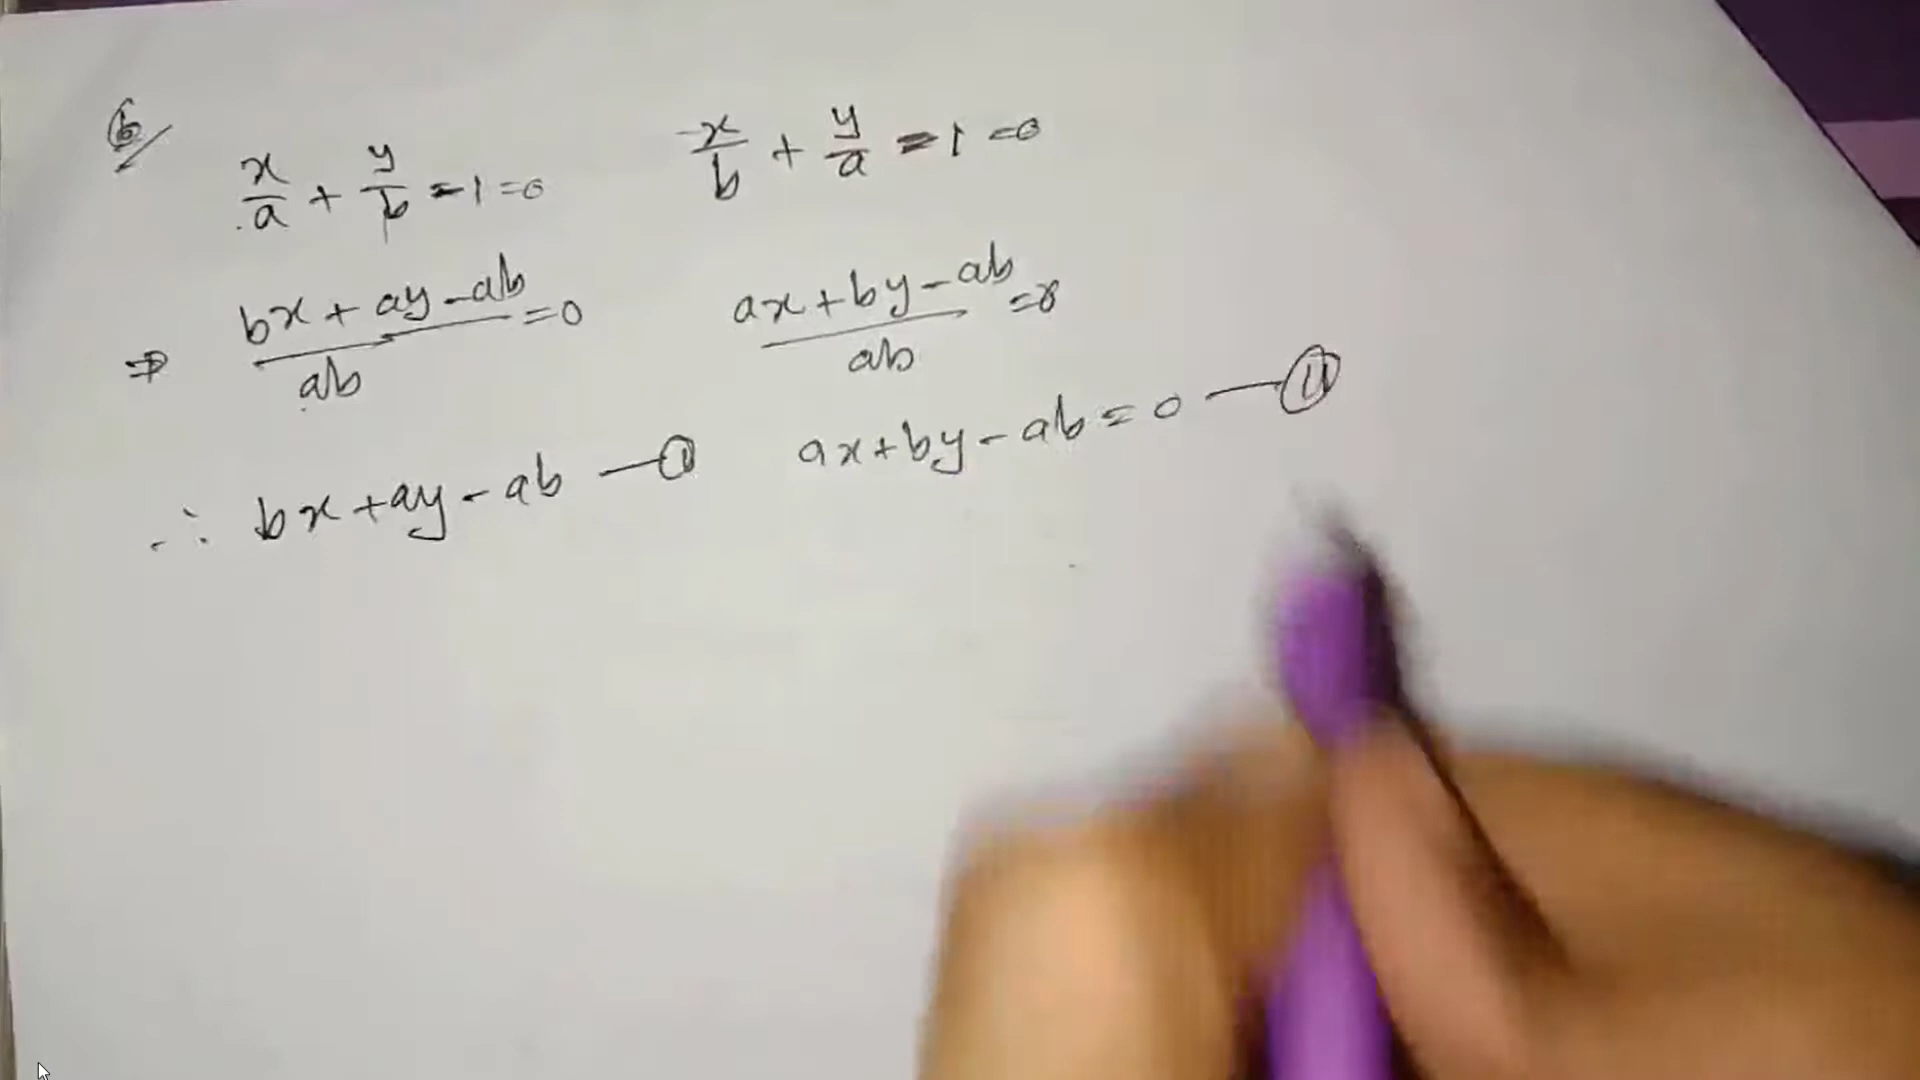 6/
x/a + y/b - 1 = 0    x/b + y/a - 1 = 0
⇒ (bx + ay - ab)/ab = 0    (ax + by - ab)/ab = 0
∴ bx + ay - ab — (I)    ax + by - ab = 0 — (II)